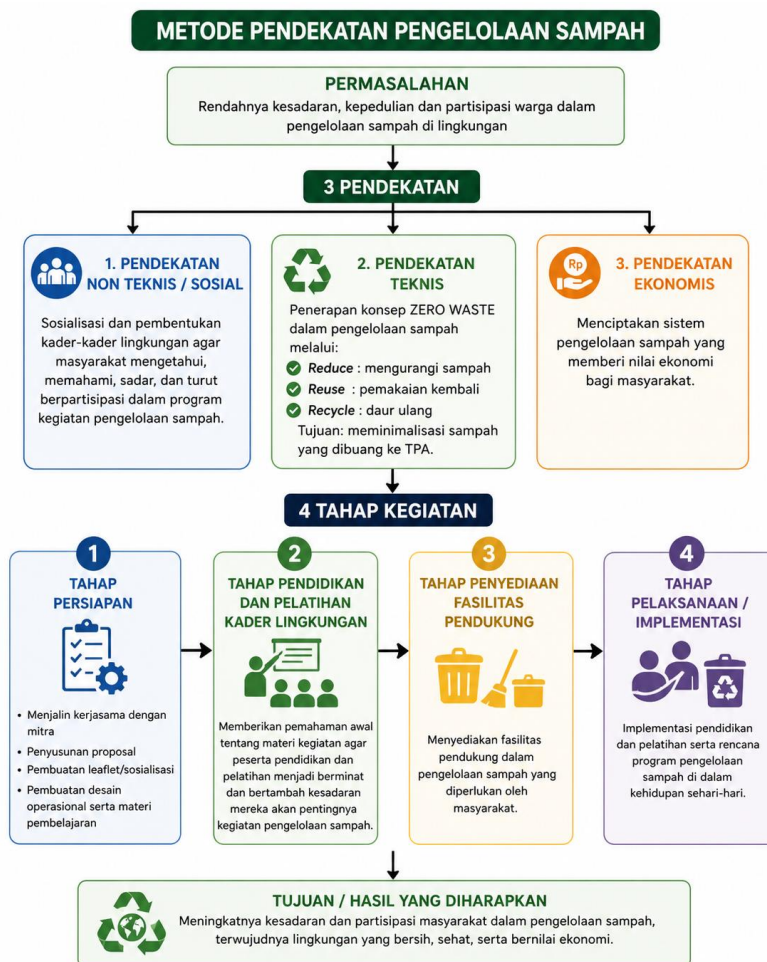 METODE PENDEKATAN PENGELOLAAN SAMPAH
PERMASALAHAN
Rendahnya kesadaran, kepedulian dan partisipasi warga dalam
pengelolaan sampah di lingkungan
3 PENDEKATAN
1. PENDEKATAN
NON TEKNIS / SOSIAL
Sosialisasi dan pembentukan
kader-kader lingkungan agar
masyarakat mengetahui,
memahami, sadar, dan turut
berpartisipasi dalam program
kegiatan pengelolaan sampah.
2. PENDEKATAN
TEKNIS
Penerapan konsep ZERO WASTE
dalam pengelolaan sampah
melalui:
Reduce : mengurangi sampah
Reuse : pemakaian kembali
Recycle : daur ulang
Tujuan: meminimalisasi sampah
yang dibuang ke TPA.
Rp
3. PENDEKATAN
EKONOMIS
Menciptakan sistem
pengelolaan sampah yang
memberi nilai ekonomi
bagi masyarakat.
4 TAHAP KEGIATAN
1
TAHAP
PERSIAPAN
• Menjalin kerjasama dengan
mitra
• Penyusunan proposal
• Pembuatan leaflet/sosialisasi
• Pembuatan desain
operasional serta materi
pembelajaran
2
TAHAP PENDIDIKAN
DAN PELATIHAN
KADER LINGKUNGAN
Memberikan pemahaman awal
tentang materi kegiatan agar
peserta pendidikan dan
pelatihan menjadi berminat
dan bertambah kesadaran
mereka akan pentingnya
kegiatan pengelolaan sampah.
3
TAHAP PENYEDIAAN
FASILITAS
PENDUKUNG
Menyediakan fasilitas
pendukung dalam
pengelolaan sampah yang
diperlukan oleh
masyarakat.
4
TAHAP
PELAKSANAAN /
IMPLEMENTASI
Implementasi pendidikan
dan pelatihan serta rencana
program pengelolaan
sampah di dalam
kehidupan sehari-hari.
TUJUAN / HASIL YANG DIHARAPKAN
Meningkatnya kesadaran dan partisipasi masyarakat dalam pengelolaan sampah,
terwujudnya lingkungan yang bersih, sehat, serta bernilai ekonomi.